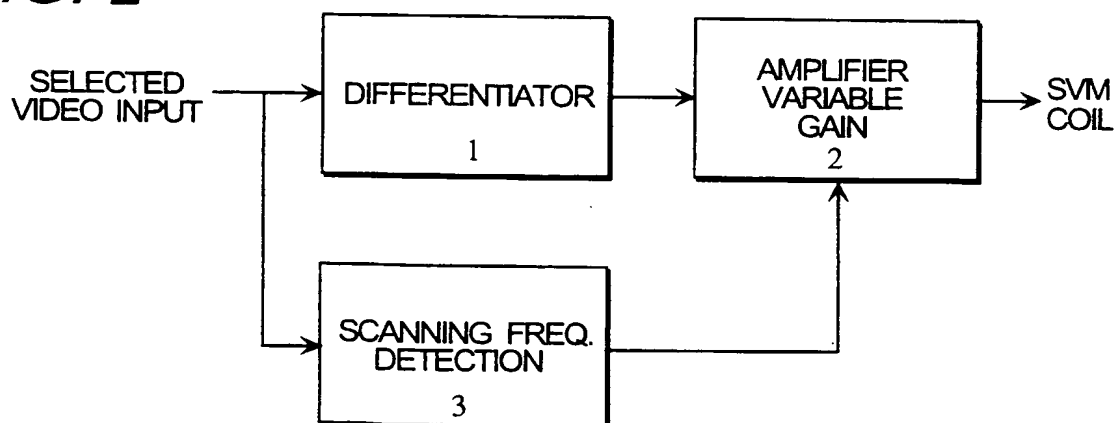 SELECTED
VIDEO INPUT
DIFFERENTIATOR
1
AMPLIFIER
VARIABLE
GAIN
2
SVM
COIL
SCANNING FREQ.
DETECTION
3